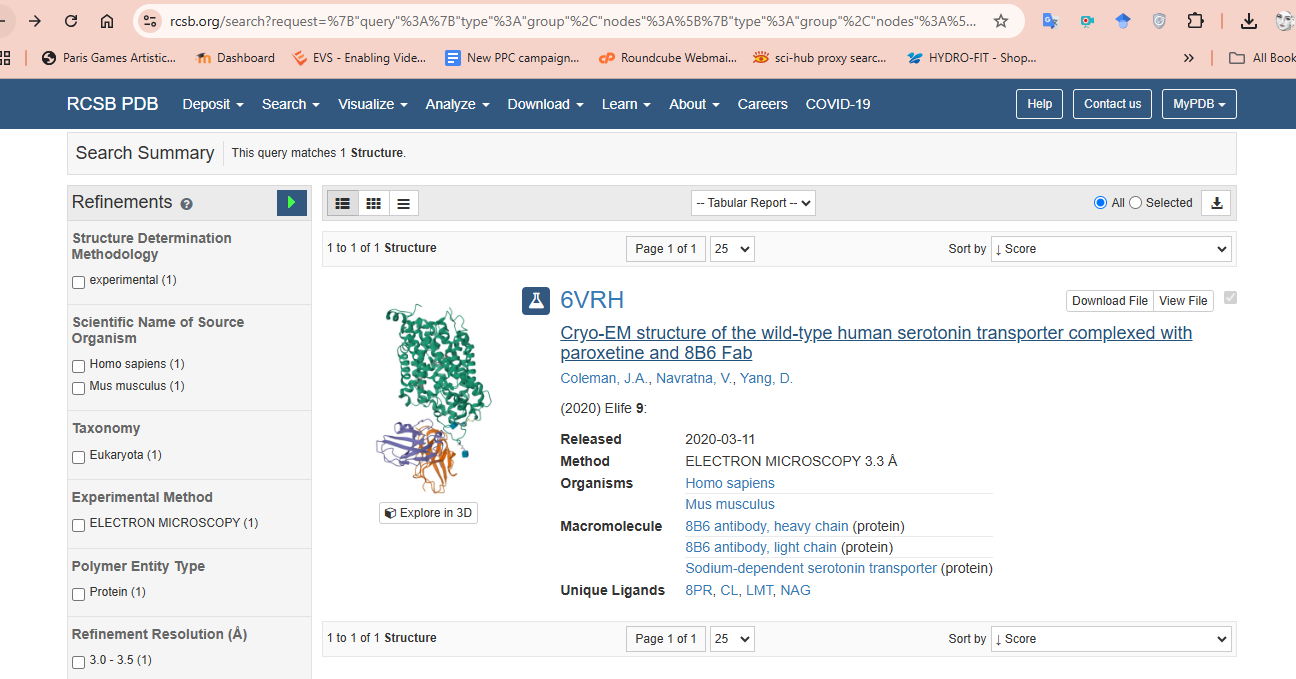 rcsb.org/search?request=%7B"query"%3A%7B"type"%3A"group"%2C"nodes"%3A%5B%7B"type"%3A"group"%2C"nodes"%3A%5...
Paris Games Artistic... Dashboard EVS - Enabling Vide... New PPC campaign... Roundcube Webmai... sci-hub proxy searc... HYDRO-FIT - Shop... » All Book
RCSB PDB Deposit Search Visualize Analyze Download Learn About Careers COVID-19 Help Contact us MyPDB
Search Summary This query matches 1 Structure.
Refinements ?
Structure Determination
Methodology
experimental (1)
Scientific Name of Source
Organism
Homo sapiens (1)
Mus musculus (1)
Taxonomy
Eukaryota (1)
Experimental Method
ELECTRON MICROSCOPY (1)
Polymer Entity Type
Protein (1)
Refinement Resolution (Å)
3.0 - 3.5 (1)
-- Tabular Report -- All Selected
1 to 1 of 1 Structure Page 1 of 1 25 Sort by ↓ Score
6VRH Download File View File
Cryo-EM structure of the wild-type human serotonin transporter complexed with
paroxetine and 8B6 Fab
Coleman, J.A., Navratna, V., Yang, D.
(2020) Elife 9:
Released 2020-03-11
Method ELECTRON MICROSCOPY 3.3 Å
Organisms Homo sapiens
Mus musculus
Macromolecule 8B6 antibody, heavy chain (protein)
8B6 antibody, light chain (protein)
Sodium-dependent serotonin transporter (protein)
Unique Ligands 8PR, CL, LMT, NAG
Explore in 3D
1 to 1 of 1 Structure Page 1 of 1 25 Sort by ↓ Score